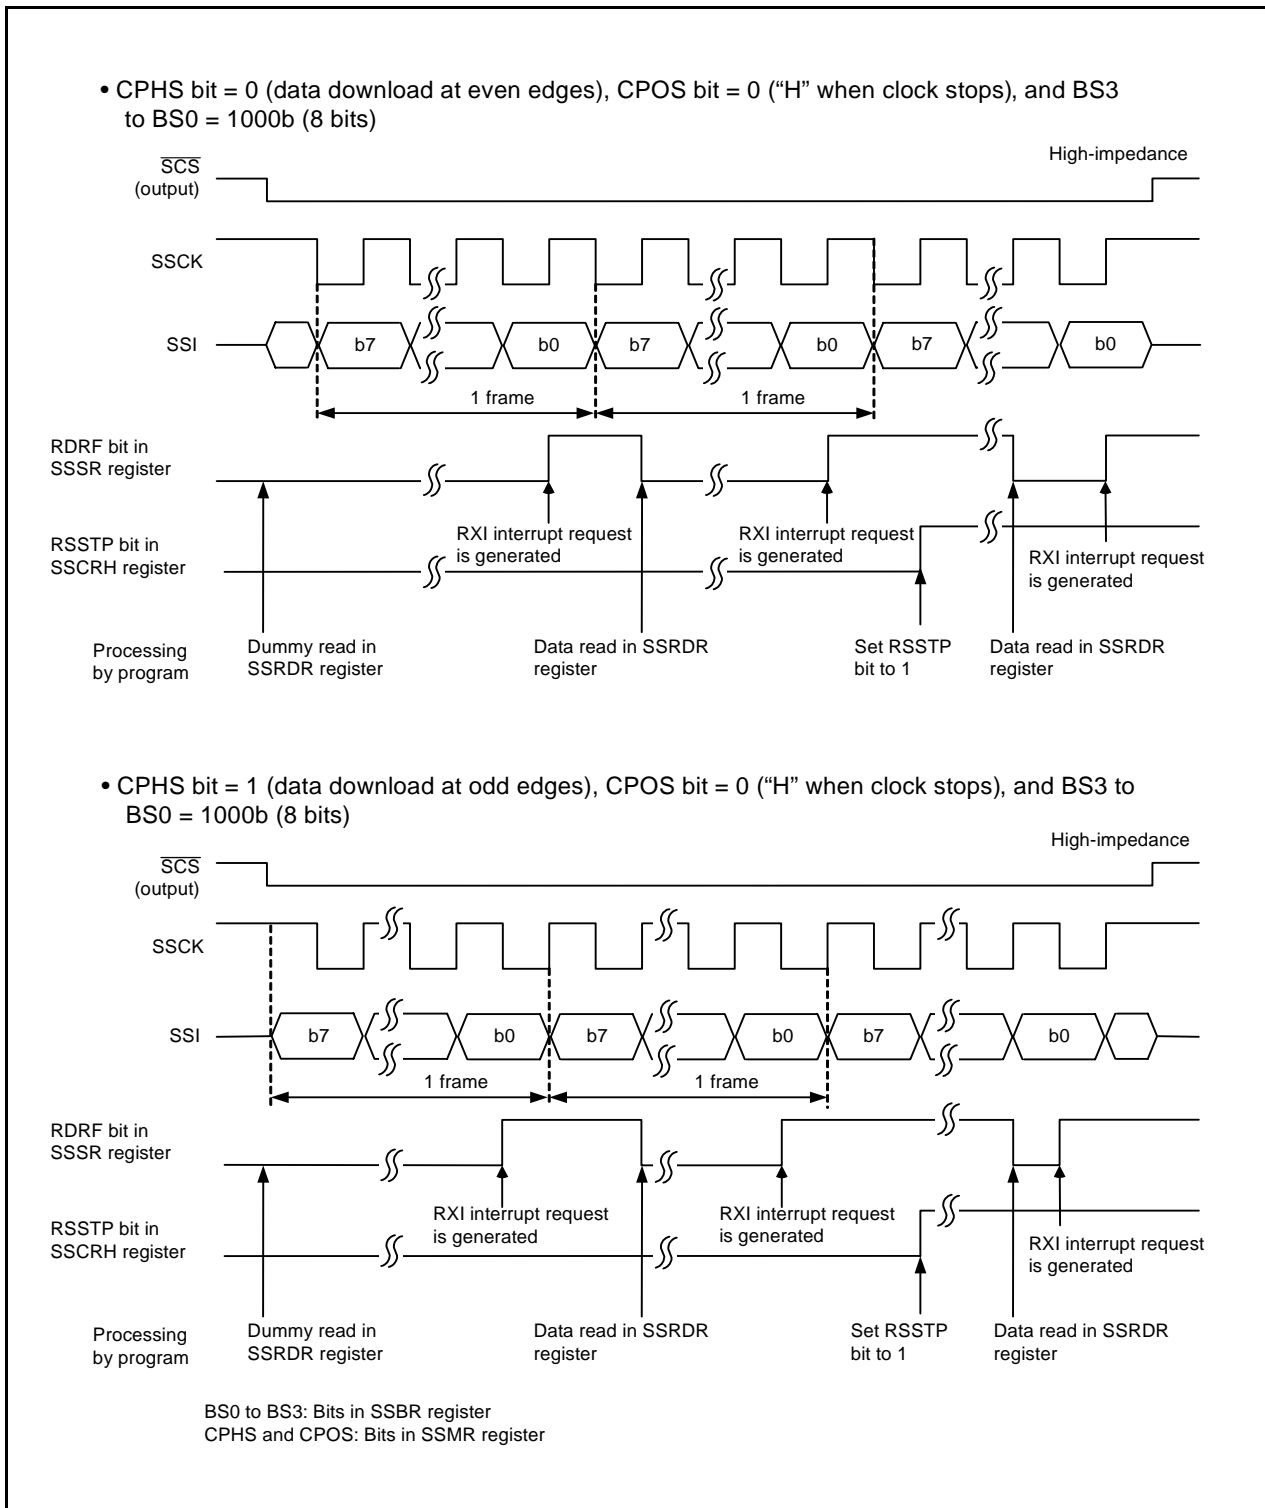 • CPHS bit = 0 (data download at even edges), CPOS bit = 0 (“H” when clock stops), and BS3
to BS0 = 1000b (8 bits)
High-impedance
SCS
(output)
SSCK
SSI
b7
b0
b7
b0
b7
b0
1 frame
1 frame
RDRF bit in
SSSR register
RXI interrupt request
is generated
RXI interrupt request
is generated
RXI interrupt request
is generated
RSSTP bit in
SSCRH register
Processing
by program
Dummy read in
SSRDR register
Data read in SSRDR
register
Set RSSTP
bit to 1
Data read in SSRDR
register
• CPHS bit = 1 (data download at odd edges), CPOS bit = 0 (“H” when clock stops), and BS3 to
BS0 = 1000b (8 bits)
High-impedance
SCS
(output)
SSCK
SSI
b7
b0
b7
b0
b7
b0
1 frame
1 frame
RDRF bit in
SSSR register
RXI interrupt request
is generated
RXI interrupt request
is generated
RXI interrupt request
is generated
RSSTP bit in
SSCRH register
Processing
by program
Dummy read in
SSRDR register
Data read in SSRDR
register
Set RSSTP
bit to 1
Data read in SSRDR
register
BS0 to BS3: Bits in SSBR register
CPHS and CPOS: Bits in SSMR register